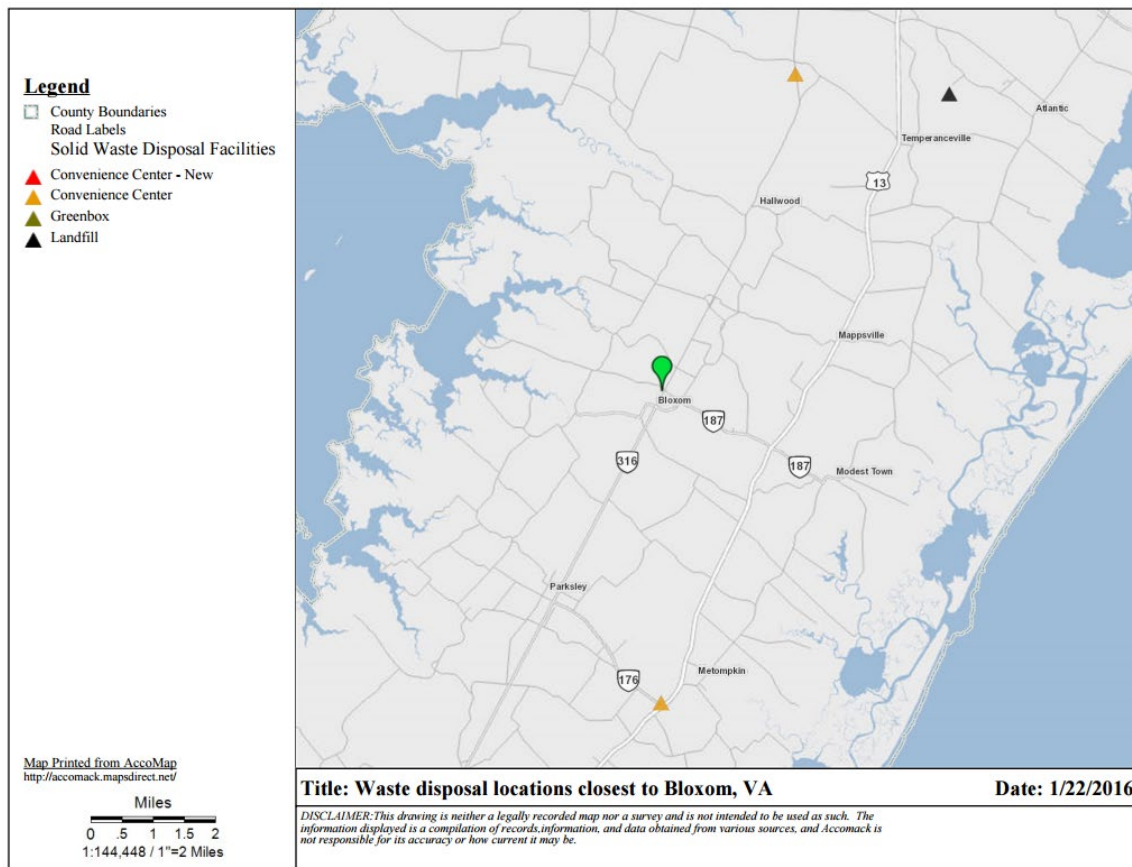 Legend
County Boundaries
Road Labels
Solid Waste Disposal Facilities
Convenience Center - New
Convenience Center
Greenbox
Landfill
Atlantic
Temperanceville
13
Hallwood
Mappsville
Bloxom
187
316
187
Modest Town
Parksley
Metompkin
176
Map Printed from AccoMap
http://accomack.mapsdirect.net/
Miles
0 .5 1 1.5 2
1:144,448 / 1"=2 Miles
Title: Waste disposal locations closest to Bloxom, VA Date: 1/22/2016
DISCLAIMER:This drawing is neither a legally recorded map nor a survey and is not intended to be used as such. The
information displayed is a compilation of records,information, and data obtained from various sources, and Accomack is
not responsible for its accuracy or how current it may be.